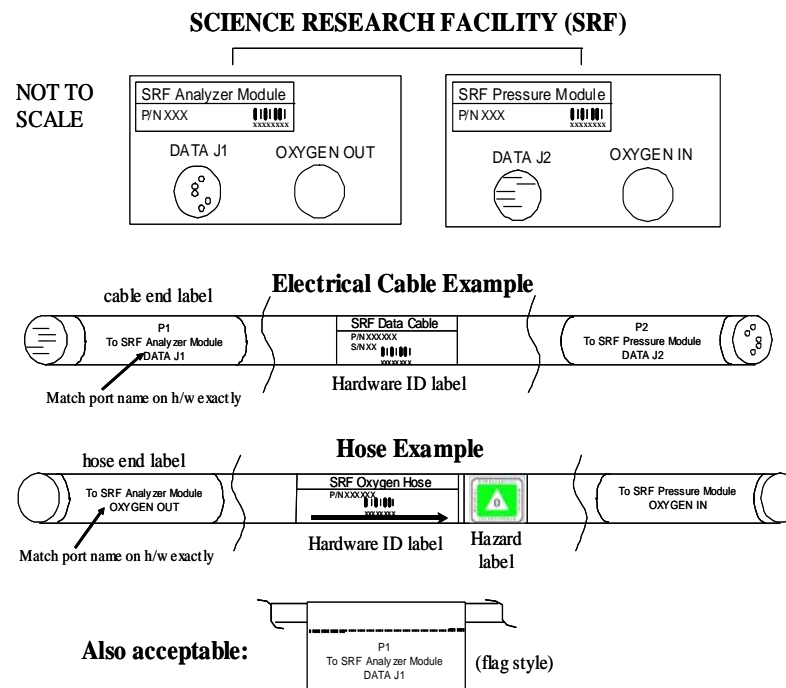 SCIENCE RESEARCH FACILITY (SRF)
NOT TO
SCALE
SRF Analyzer Module
P/N XXX
XXXXXXXX
DATA J1
OXYGEN OUT
SRF Pressure Module
P/N XXX
XXXXXXXX
DATA J2
OXYGEN IN
Electrical Cable Example
cable end label
P1
To SRF Analyzer Module
DATA J1
SRF Data Cable
P/NXXXXXX
S/NXX
XXXXXXXX
P2
To SRF Pressure Module
DATA J2
Match port name on h/w exactly
Hardware ID label
Hose Example
hose end label
To SRF Analyzer Module
OXYGEN OUT
SRF Oxygen Hose
P/NXXXXXX
XXXXXXXX
0
To SRF Pressure Module
OXYGEN IN
Match port name on h/w exactly
Hardware ID label
Hazard
label
Also acceptable:
P1
To SRF Analyzer Module
DATA J1
(flag style)